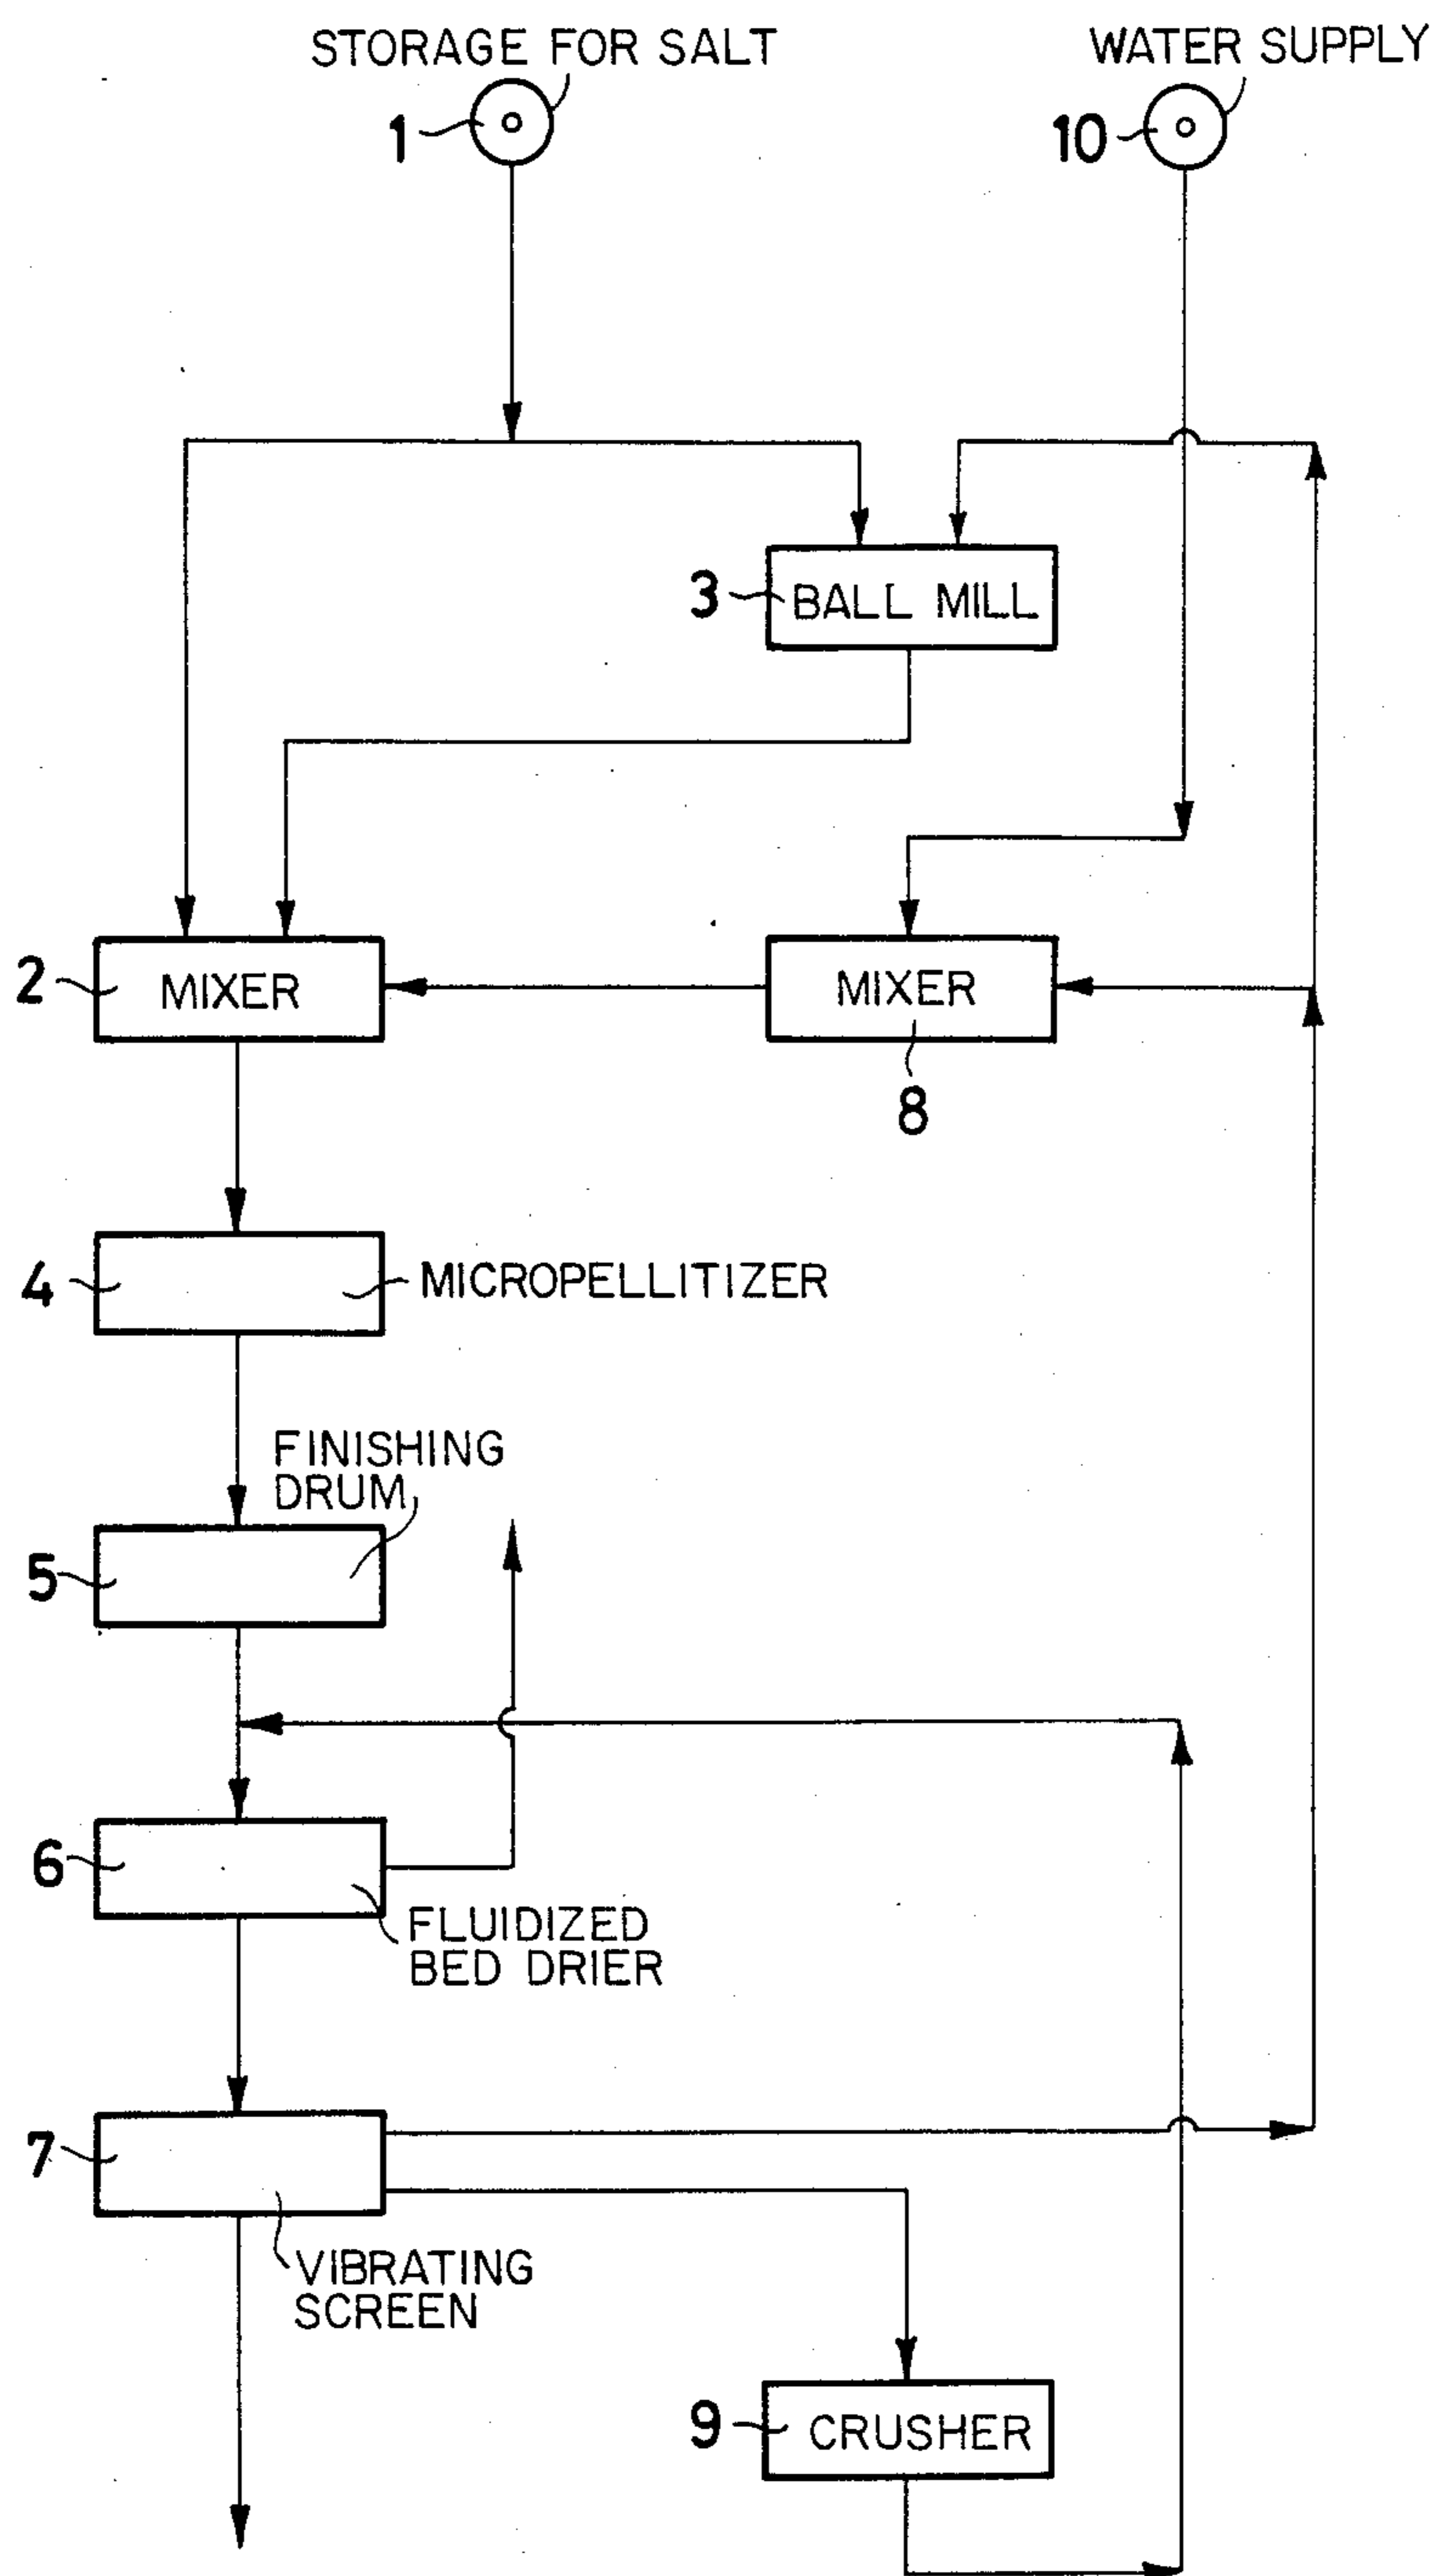 STORAGE FOR SALT
WATER SUPPLY
1
10
3
BALL MILL
2
MIXER
MIXER
8
4
MICROPELLITIZER
FINISHING
DRUM
5
6
FLUIDIZED
BED DRIER
7
VIBRATING
SCREEN
9
CRUSHER